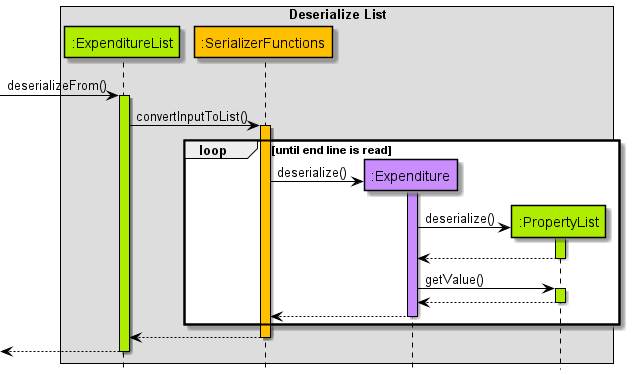 Deserialize List
:ExpenditureList
:SerializerFunctions
deserializeFrom()
convertInputToList()
loop
[until end line is read]
deserialize()
:Expenditure
deserialize()
:PropertyList
getValue()